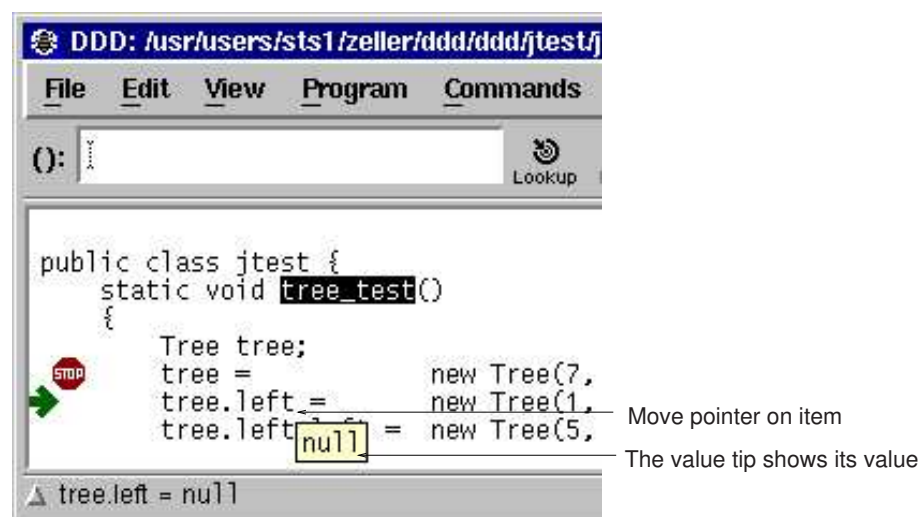 DDD: /usr/users/sts1/zeller/ddd/ddd/jtest/j
File Edit View Program Commands
():
Lookup
public class jtest {
static void tree_test()
{
Tree tree;
STOP
tree = new Tree(7,
tree.left = new Tree(1,
tree.left = new Tree(5,
null
Move pointer on item
The value tip shows its value
tree.left = null